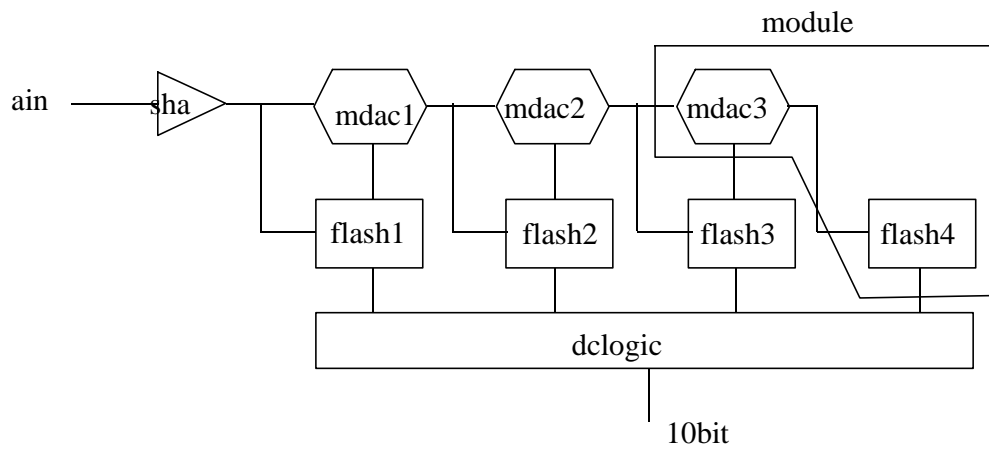 module
ain
sha
mdac1
mdac2
mdac3
flash1
flash2
flash3
flash4
dclogic
10bit